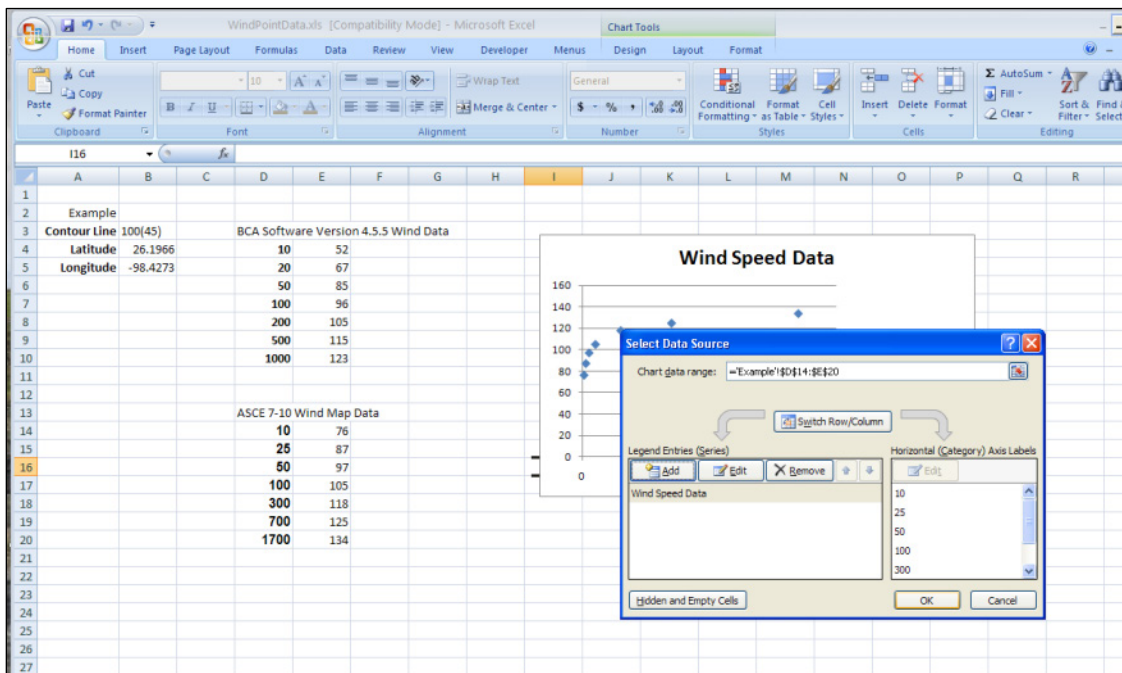 WindPointData.xls [Compatibility Mode] - Microsoft Excel
Chart Tools
Home Insert Page Layout Formulas Data Review View Developer Menus Design Layout Format
Cut
Copy
Format Painter
Paste
Clipboard
10 A A
B I U A
Font
Wrap Text
Merge & Center
Alignment
General
$ % ,
Number
Conditional Formatting
Format as Table
Cell Styles
Styles
Insert Delete Format
Cells
Σ AutoSum
Fill
Clear
Sort & Filter
Find &
Select
Editing
I16 fx
A B C D E F G H I J K L M N O P Q R
1
2 Example
3 Contour Line 100(45) BCA Software Version 4.5.5 Wind Data
4 Latitude 26.1966 10 52
5 Longitude -98.4273 20 67
6 50 85
7 100 96
8 200 105
9 500 115
10 1000 123
11
12
13 ASCE 7-10 Wind Map Data
14 10 76
15 25 87
16 50 97
17 100 105
18 300 118
19 700 125
20 1700 134
21
22
23
24
25
26
27
Wind Speed Data
160
140
120
100
80
60
40
20
0
0
Select Data Source
Chart data range: ='Example'!$D$14:$E$20
Switch Row/Column
Legend Entries (Series)
Add Edit Remove
Wind Speed Data
Horizontal (Category) Axis Labels
Edit
10
25
50
100
300
Hidden and Empty Cells
OK Cancel